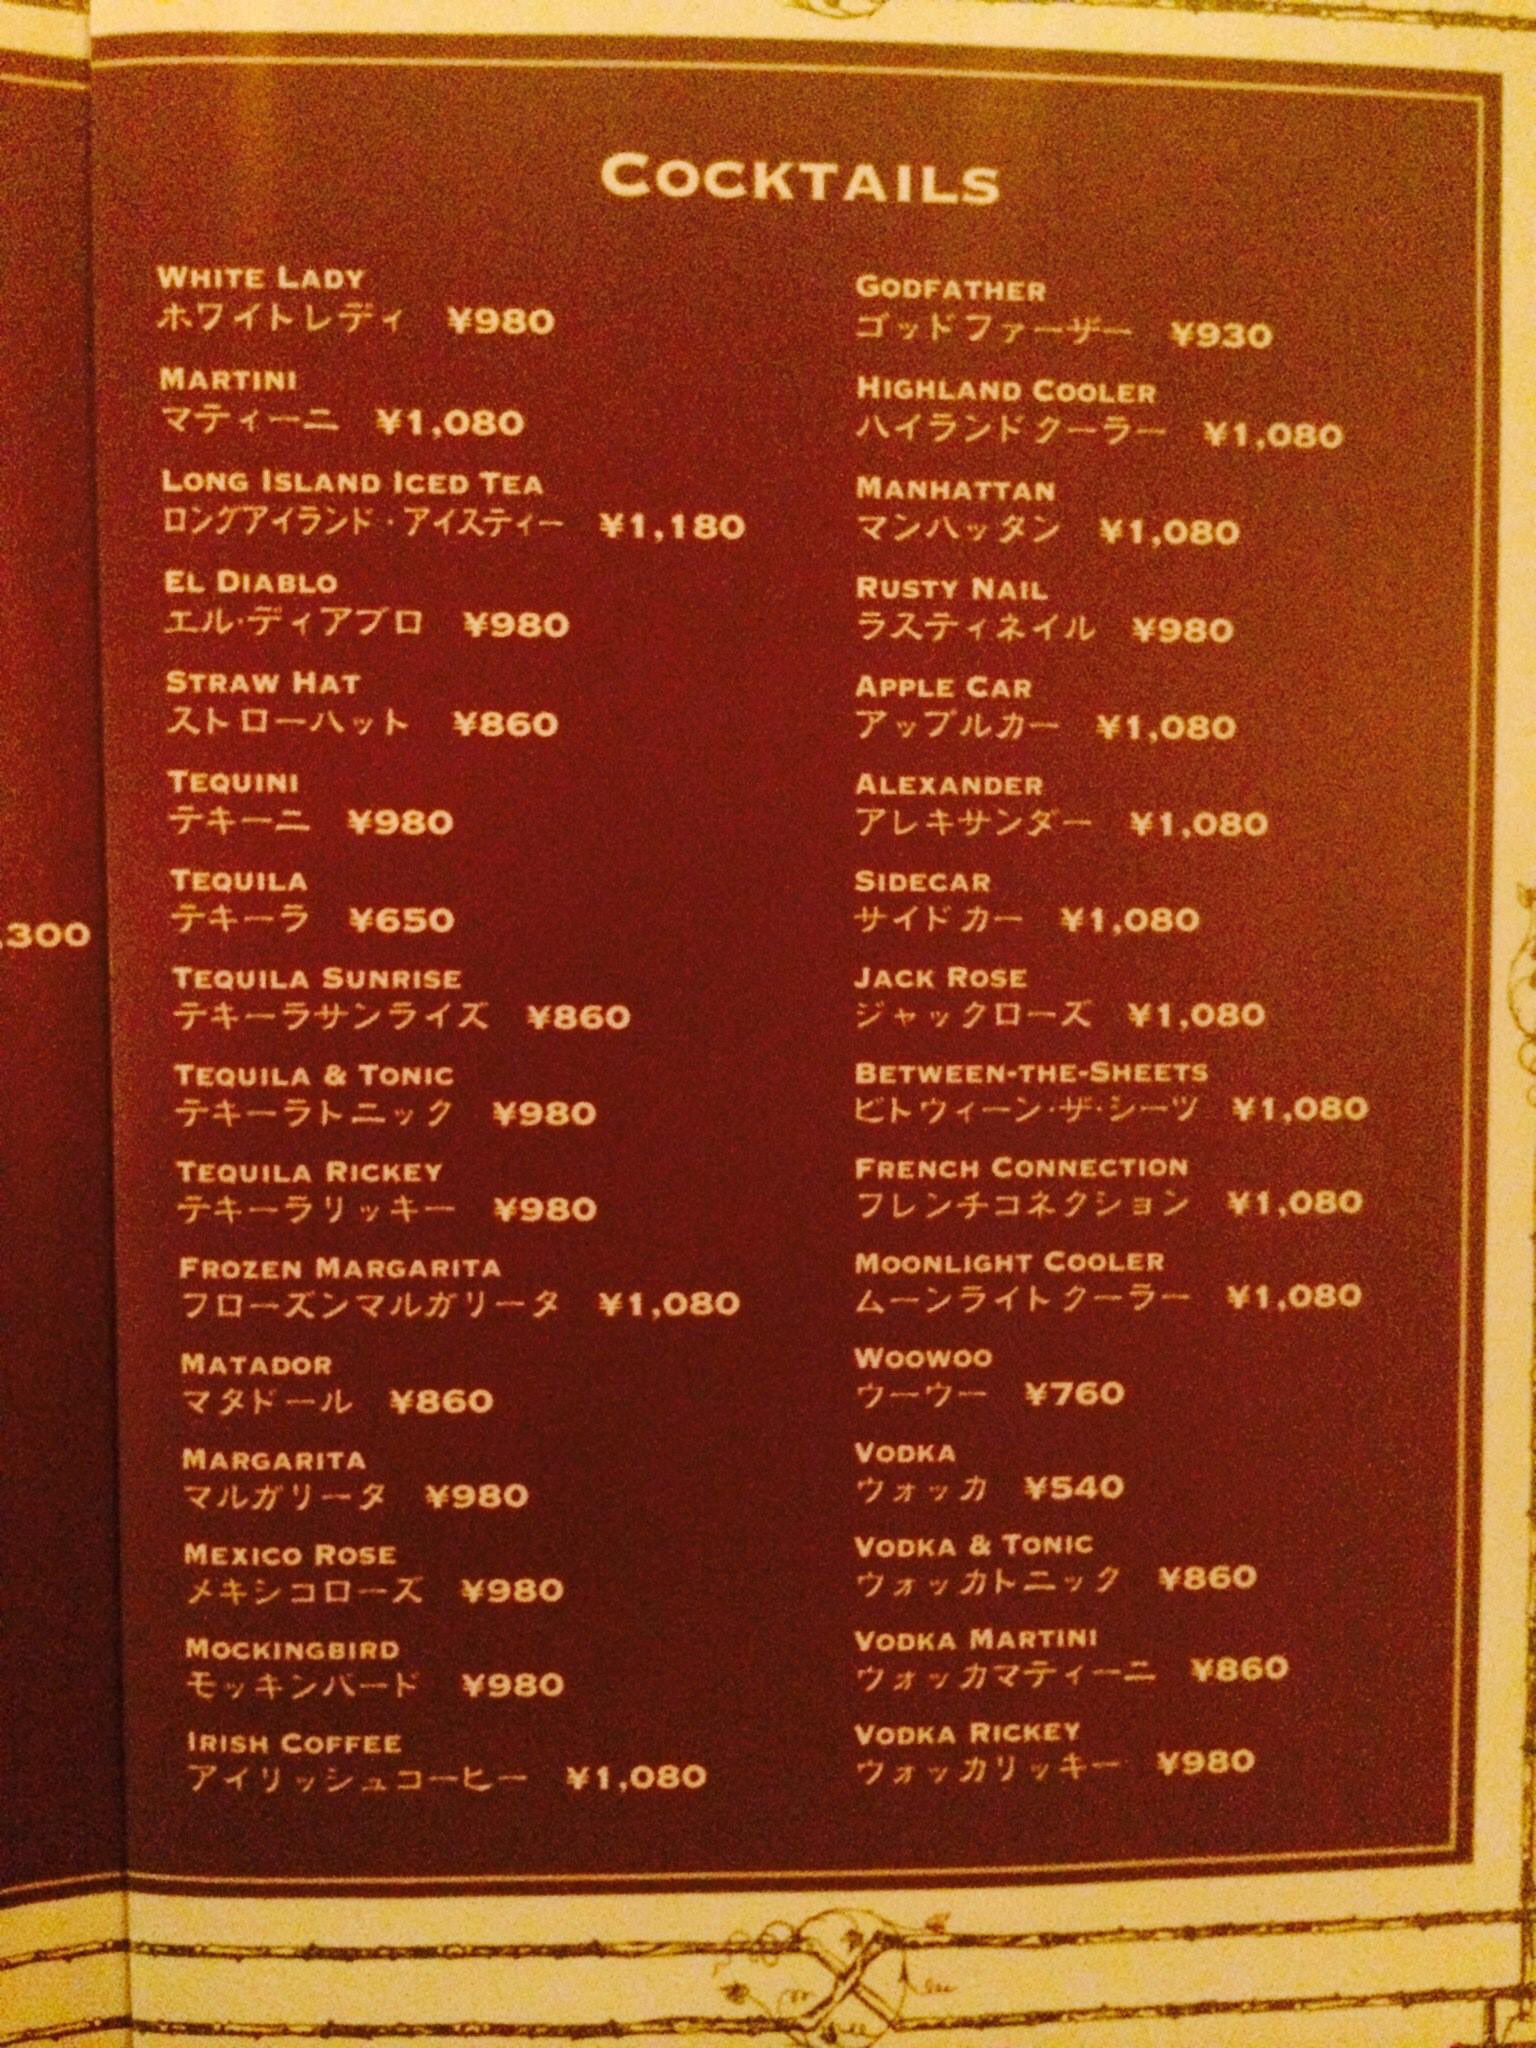 COCKTAILS
WHITE LADY
ホワイトレディ ¥980
MARTINI
マティーニ ¥1,080
LONG ISLAND ICED TEA
ロングアイランド・アイスティー ¥1,180
EL DIABLO
エル・ディアブロ ¥980
STRAW HAT
ストローハット ¥860
TEQUINI
テキーニ ¥980
TEQUILA
テキーラ ¥650
TEQUILA SUNRISE
テキーラサンライズ ¥860
TEQUILA & TONIC
テキーラトニック ¥980
TEQUILA RICKEY
テキーラリッキー ¥980
FROZEN MARGARITA
フローズンマルガリータ ¥1,080
MATADOR
マタドール ¥860
MARGARITA
マルガリータ ¥980
MEXICO ROSE
メキシコローズ ¥980
MOCKINGBIRD
モッキンバード ¥980
IRISH COFFEE
アイリッシュコーヒー ¥1,080
GODFATHER
ゴッドファーザー ¥930
HIGHLAND COOLER
ハイランドクーラー ¥1,080
MANHATTAN
マンハッタン ¥1,080
RUSTY NAIL
ラスティネイル ¥980
APPLE CAR
アップルカー ¥1,080
ALEXANDER
アレキサンダー ¥1,080
SIDECAR
サイドカー ¥1,080
JACK ROSE
ジャックローズ ¥1,080
BETWEEN-THE-SHEETS
ビトウィーン・ザ・シーツ ¥1,080
FRENCH CONNECTION
フレンチコネクション ¥1,080
MOONLIGHT COOLER
ムーンライトクーラー ¥1,080
WOOWOO
ウーウー ¥760
VODKA
ウォッカ ¥540
VODKA & TONIC
ウォッカトニック ¥860
VODKA MARTINI
ウォッカマティーニ ¥860
VODKA RICKEY
ウォッカリッキー ¥980